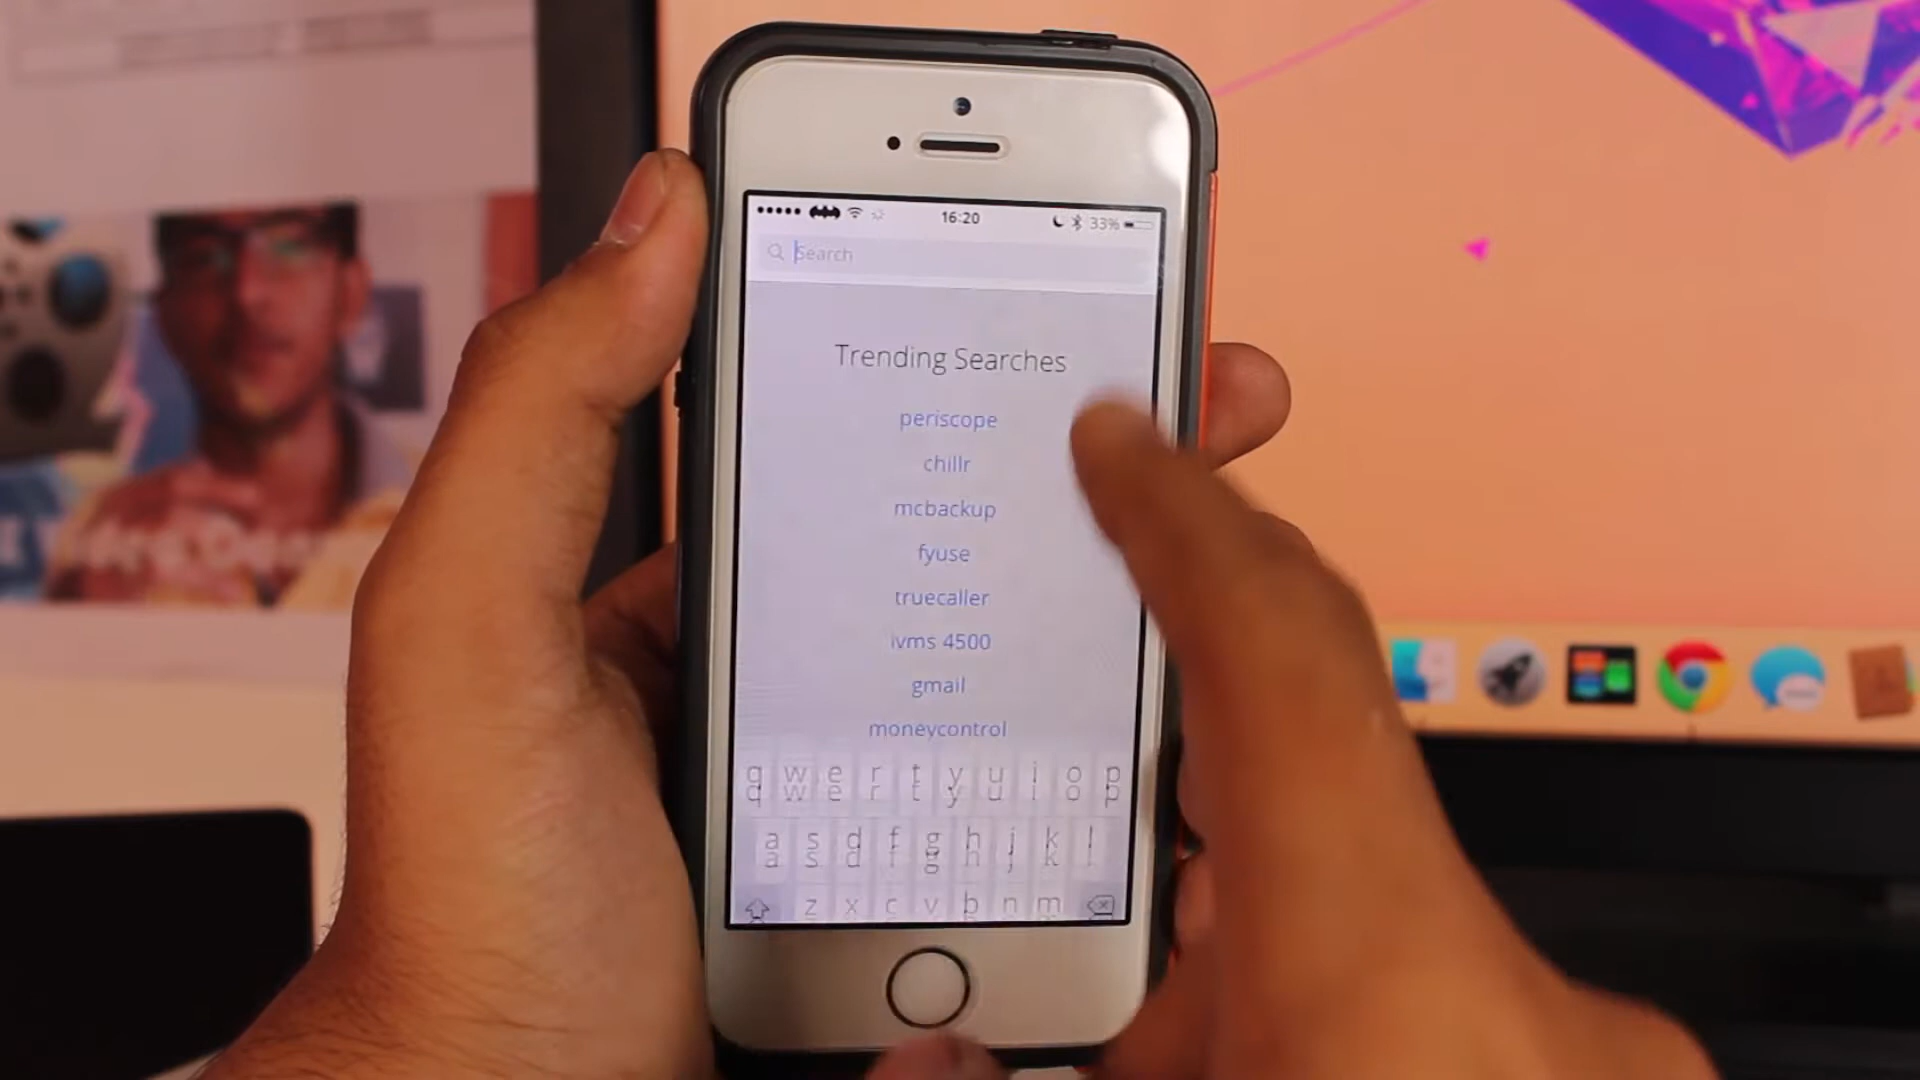 16:20 33%
Search
Trending Searches
periscope
chillr
mcbackup
fyuse
truecaller
ivms 4500
gmail
moneycontrol
q w e r t y u i o p
q w e r t y u i o p
a s d f g h j k l
a s d f g h j k l
z x c v b n m